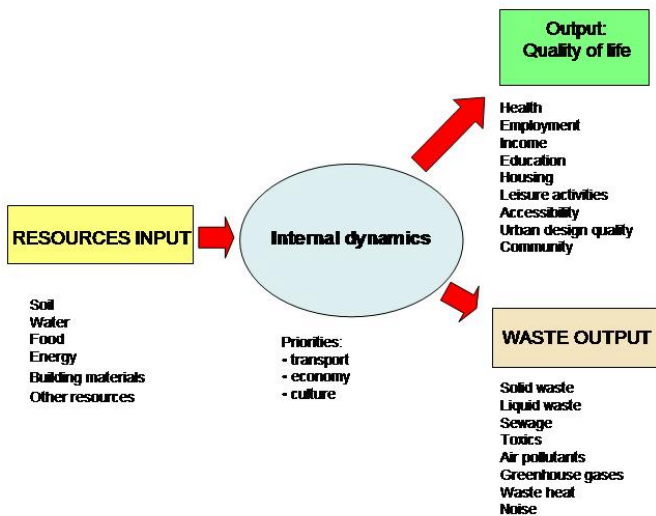 RESOURCES INPUT
Soil
Water
Food
Energy
Building materials
Other resources
Internal dynamics
Priorities:
- transport
- economy
- culture
Output:
Quality of life
Health
Employment
Income
Education
Housing
Leisure activities
Accessibility
Urban design quality
Community
WASTE OUTPUT
Solid waste
Liquid waste
Sewage
Toxics
Air pollutants
Greenhouse gases
Waste heat
Noise